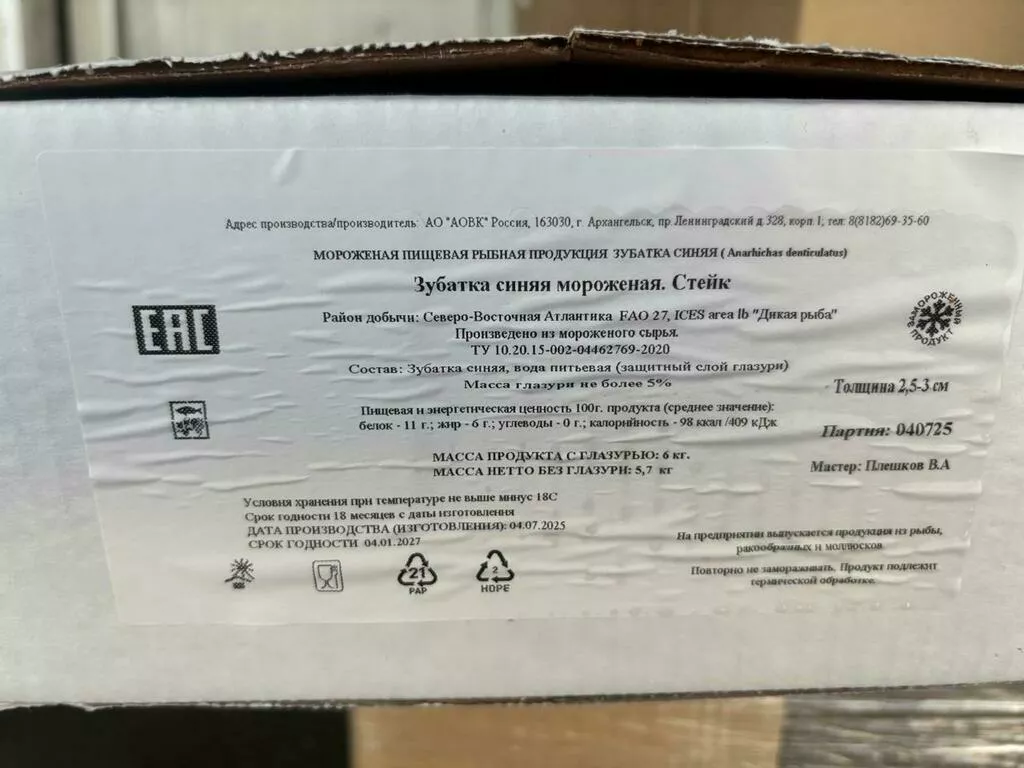 Адрес производства/производитель: АО "АОВК" Россия, 163030, г. Архангельск, пр.Ленинградский д.328, корп 1; тел: 8(8182)69-35-60
МОРОЖЕНАЯ ПИЩЕВАЯ РЫБНАЯ ПРОДУКЦИЯ ЗУБАТКА СИНЯЯ ( Anarhichas denticulatus)
Зубатка синяя мороженая. Стейк
EAC
Район добычи: Северо-Восточная Атлантика FAO 27, ICES area Ib "Дикая рыба"
ЗАМОРОЖЕННЫЙ ПРОДУКТ
Произведено из мороженого сырья.
ТУ 10.20.15-002-04462769-2020
Состав: Зубатка синяя, вода питьевая (защитный слой глазури)
Масса глазури не более 5%
Толщина 2,5-3 см
Пищевая и энергетическая ценность 100г. продукта (среднее значение):
белок - 11 г.; жир - 6 г.; углеводы - 0 г.; калорийность - 98 ккал /409 кДж
Партия: 040725
МАССА ПРОДУКТА С ГЛАЗУРЬЮ: 6 кг.
МАССА НЕТТО БЕЗ ГЛАЗУРИ: 5,7 кг
Мастер: Плешков В.А
Условия хранения при температуре не выше минус 18С
Срок годности 18 месяцев с даты изготовления
ДАТА ПРОИЗВОДСТВА (ИЗГОТОВЛЕНИЯ): 04.07.2025
СРОК ГОДНОСТИ 04.01.2027
На предприятии выпускается продукция из рыбы,
ракообразных и моллюсков
Повторно не замораживать. Продукт подлежит
термической обработке.
21
PAP
2
HDPE